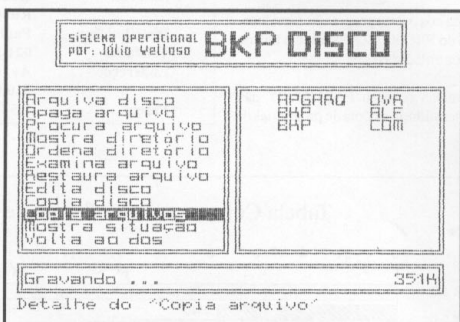 sistema operacional
por: Júlio Velloso
BKP DiSCO
Arquiva disco
Apaga arquivo
Procura arquivo
Mostra diretório
Ordena diretório
Examina arquivo
Restaura arquivo
Edita disco
Copia disco
Copia arquivos
Mostra situação
Volta ao dos
RPGARQ OVR
BKP ALF
BKP COM
Gravando ... 351K
Detalhe do "Copia arquivo"